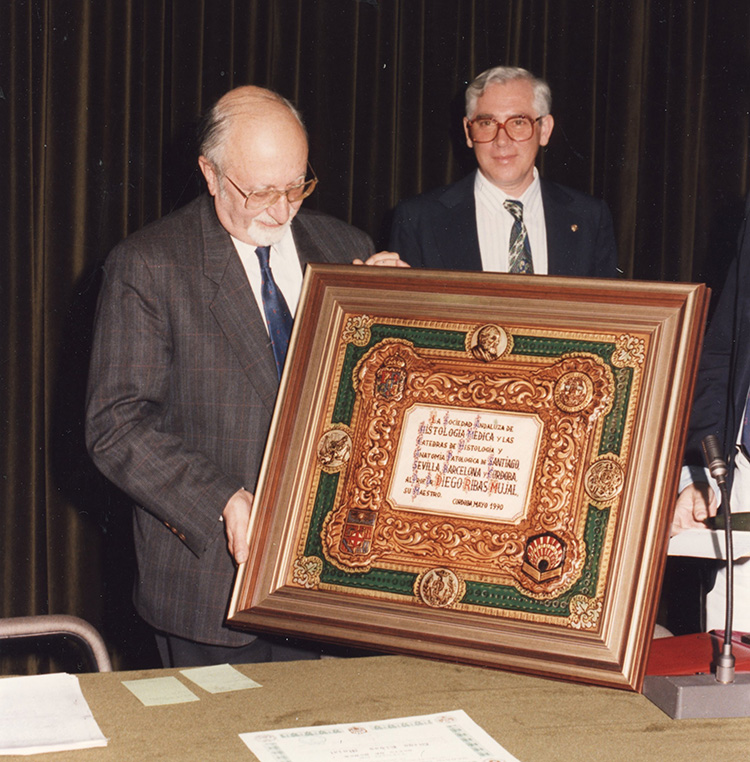 LA SOCIEDAD ANDALUZA DE
HISTOLOGIA MEDICA Y LAS
CATEDRAS DE HISTOLOGIA Y
ANATOMIA PATOLOGICA DE SANTIAGO,
SEVILLA, BARCELONA Y CORDOBA,
AL PROF. DR. DIEGO RIBAS MUJAL,
SU MAESTRO.
CORDOBA, MAYO 1990